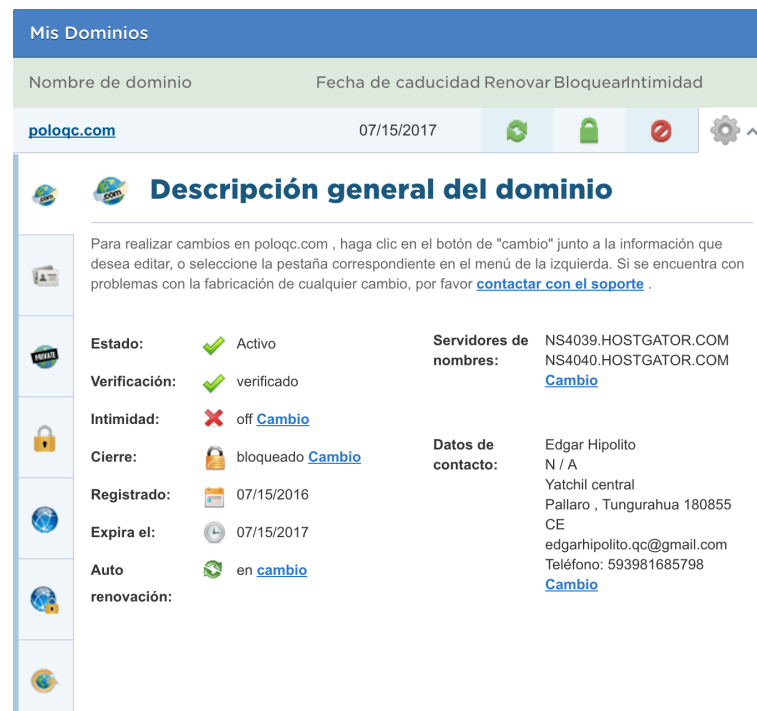 Mis Dominios
Nombre de dominio Fecha de caducidad Renovar Bloquear Intimidad
poloqc.com 07/15/2017
Descripción general del dominio
Para realizar cambios en poloqc.com , haga clic en el botón de "cambio" junto a la información que
desea editar, o seleccione la pestaña correspondiente en el menú de la izquierda. Si se encuentra con
problemas con la fabricación de cualquier cambio, por favor contactar con el soporte .
Estado: Activo
Verificación: verificado
Intimidad: off Cambio
Cierre: bloqueado Cambio
Registrado: 07/15/2016
Expira el: 07/15/2017
Auto en cambio
renovación:
Servidores de NS4039.HOSTGATOR.COM
nombres: NS4040.HOSTGATOR.COM
Cambio
Datos de Edgar Hipolito
contacto: N / A
Yatchil central
Pallaro , Tungurahua 180855
CE
edgarhipolito.qc@gmail.com
Teléfono: 593981685798
Cambio
.com
.com
PRIVATE